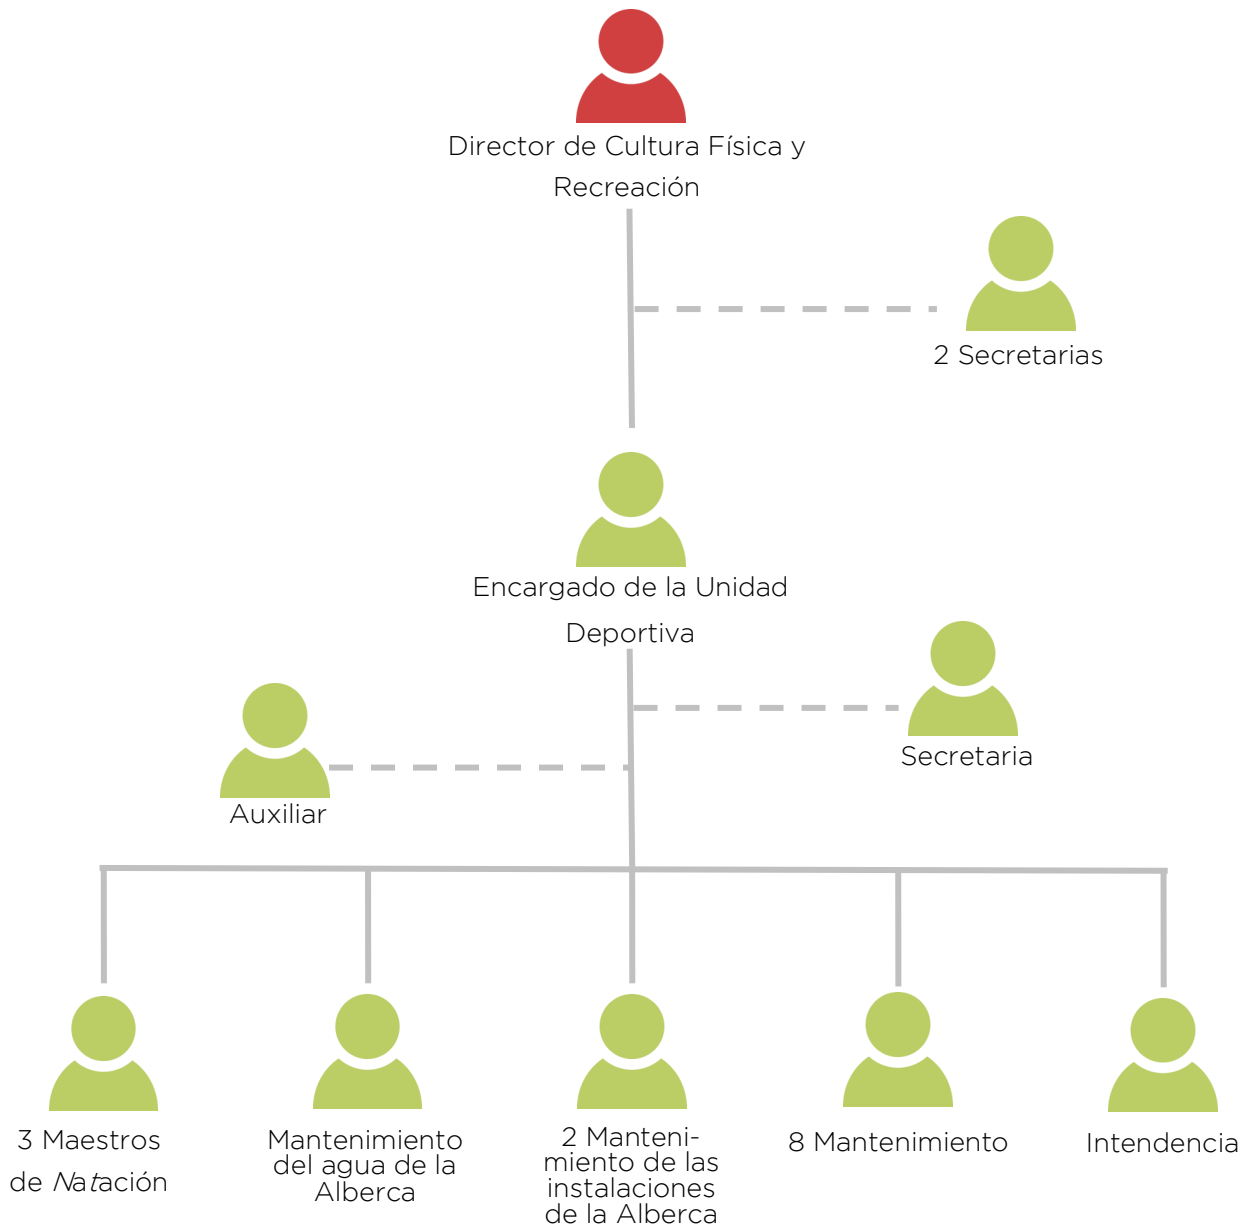 Director de Cultura Física y
Recreación
2 Secretarias
Encargado de la Unidad
Deportiva
Secretaria
Auxiliar
3 Maestros
de Natación
Mantenimiento
del agua de la
Alberca
2 Manteni-
miento de las
instalaciones
de la Alberca
8 Mantenimiento
Intendencia